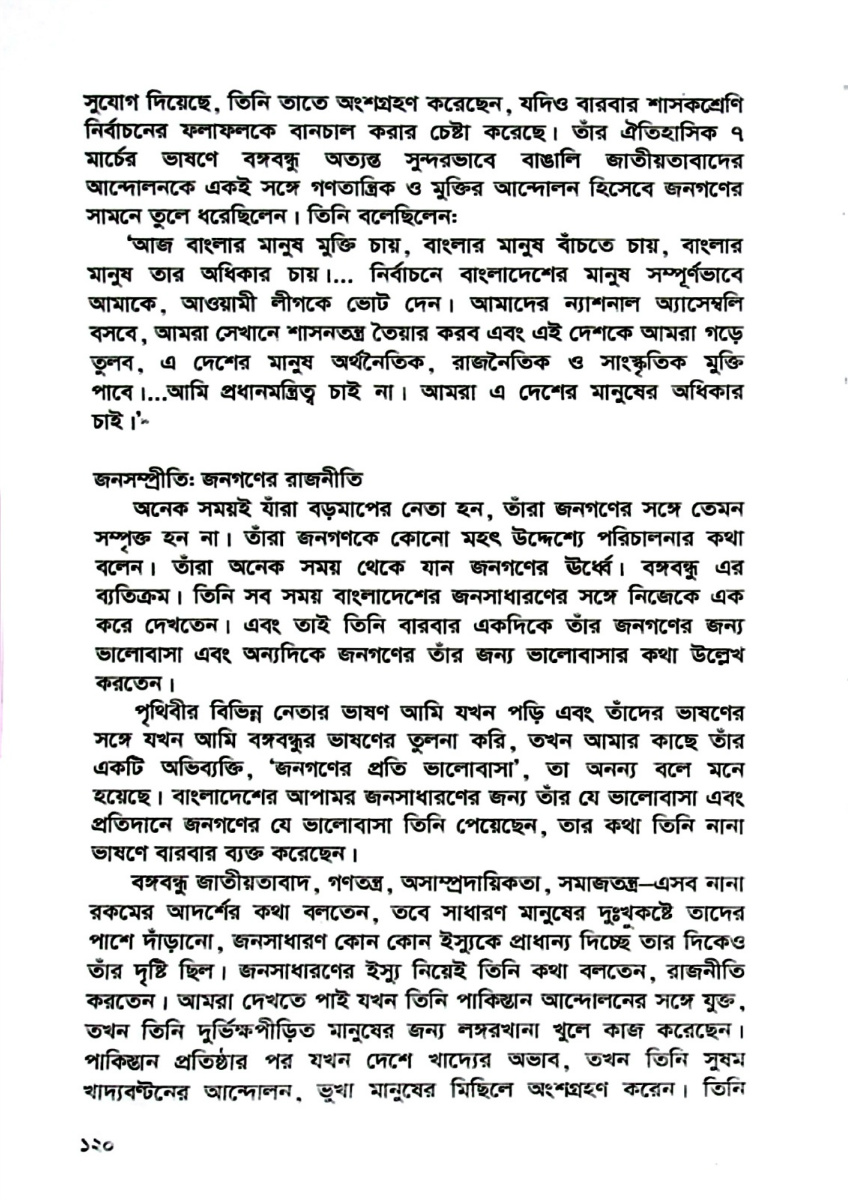 সুযোগ দিয়েছে, তিনি তাতে অংশগ্রহণ করেছেন, যদিও বারবার শাসকশ্রেণি
নির্বাচনের ফলাফলকে বানচাল করার চেষ্টা করেছে। তাঁর ঐতিহাসিক ৭
মার্চের ভাষণে বঙ্গবন্ধু অত্যন্ত সুন্দরভাবে বাঙালি জাতীয়তাবাদের
আন্দোলনকে একই সঙ্গে গণতান্ত্রিক ও মুক্তির আন্দোলন হিসেবে জনগণের
সামনে তুলে ধরেছিলেন। তিনি বলেছিলেন:
‘আজ বাংলার মানুষ মুক্তি চায়, বাংলার মানুষ বাঁচতে চায়, বাংলার
মানুষ তার অধিকার চায়।... নির্বাচনে বাংলাদেশের মানুষ সম্পূর্ণভাবে
আমাকে, আওয়ামী লীগকে ভোট দেন। আমাদের ন্যাশনাল অ্যাসেম্বলি
বসবে, আমরা সেখানে শাসনতন্ত্র তৈয়ার করব এবং এই দেশকে আমরা গড়ে
তুলব, এ দেশের মানুষ অর্থনৈতিক, রাজনৈতিক ও সাংস্কৃতিক মুক্তি
পাবে।...আমি প্রধানমন্ত্রিত্ব চাই না। আমরা এ দেশের মানুষের অধিকার
চাই।’
জনসম্প্রীতি: জনগণের রাজনীতি
অনেক সময়ই যাঁরা বড়মাপের নেতা হন, তাঁরা জনগণের সঙ্গে তেমন
সম্পৃক্ত হন না। তাঁরা জনগণকে কোনো মহৎ উদ্দেশ্যে পরিচালনার কথা
বলেন। তাঁরা অনেক সময় থেকে যান জনগণের ঊর্ধ্বে। বঙ্গবন্ধু এর
ব্যতিক্রম। তিনি সব সময় বাংলাদেশের জনসাধারণের সঙ্গে নিজেকে এক
করে দেখতেন। এবং তাই তিনি বারবার একদিকে তাঁর জনগণের জন্য
ভালোবাসা এবং অন্যদিকে জনগণের তাঁর জন্য ভালোবাসার কথা উল্লেখ
করতেন।
পৃথিবীর বিভিন্ন নেতার ভাষণ আমি যখন পড়ি এবং তাঁদের ভাষণের
সঙ্গে যখন আমি বঙ্গবন্ধুর ভাষণের তুলনা করি, তখন আমার কাছে তাঁর
একটি অভিব্যক্তি, ‘জনগণের প্রতি ভালোবাসা’, তা অনন্য বলে মনে
হয়েছে। বাংলাদেশের আপামর জনসাধারণের জন্য তাঁর যে ভালোবাসা এবং
প্রতিদানে জনগণের যে ভালোবাসা তিনি পেয়েছেন, তার কথা তিনি নানা
ভাষণে বারবার ব্যক্ত করেছেন।
বঙ্গবন্ধু জাতীয়তাবাদ, গণতন্ত্র, অসাম্প্রদায়িকতা, সমাজতন্ত্র–এসব নানা
রকমের আদর্শের কথা বলতেন, তবে সাধারণ মানুষের দুঃখকষ্টে তাদের
পাশে দাঁড়ানো, জনসাধারণ কোন কোন ইস্যুকে প্রাধান্য দিচ্ছে তার দিকেও
তাঁর দৃষ্টি ছিল। জনসাধারণের ইস্যু নিয়েই তিনি কথা বলতেন, রাজনীতি
করতেন। আমরা দেখতে পাই যখন তিনি পাকিস্তান আন্দোলনের সঙ্গে যুক্ত,
তখন তিনি দুর্ভিক্ষপীড়িত মানুষের জন্য লঙ্গরখানা খুলে কাজ করেছেন।
পাকিস্তান প্রতিষ্ঠার পর যখন দেশে খাদ্যের অভাব, তখন তিনি সুষম
খাদ্যবণ্টনের আন্দোলন, ভুখা মানুষের মিছিলে অংশগ্রহণ করেন। তিনি
১২০